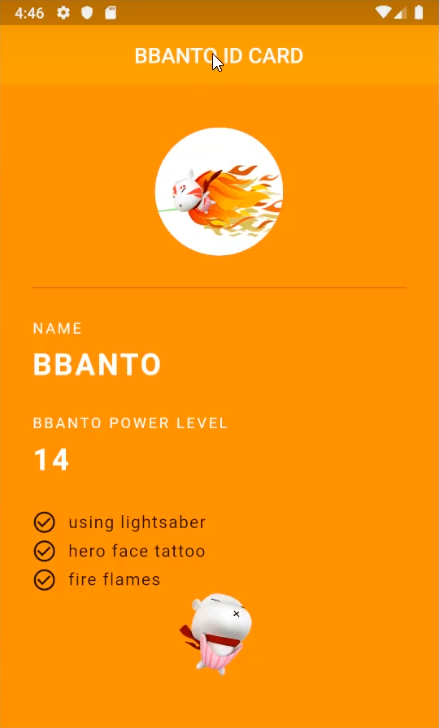 4:46
BBANTO ID CARD
NAME
BBANTO
BBANTO POWER LEVEL
14
using lightsaber
hero face tattoo
fire flames